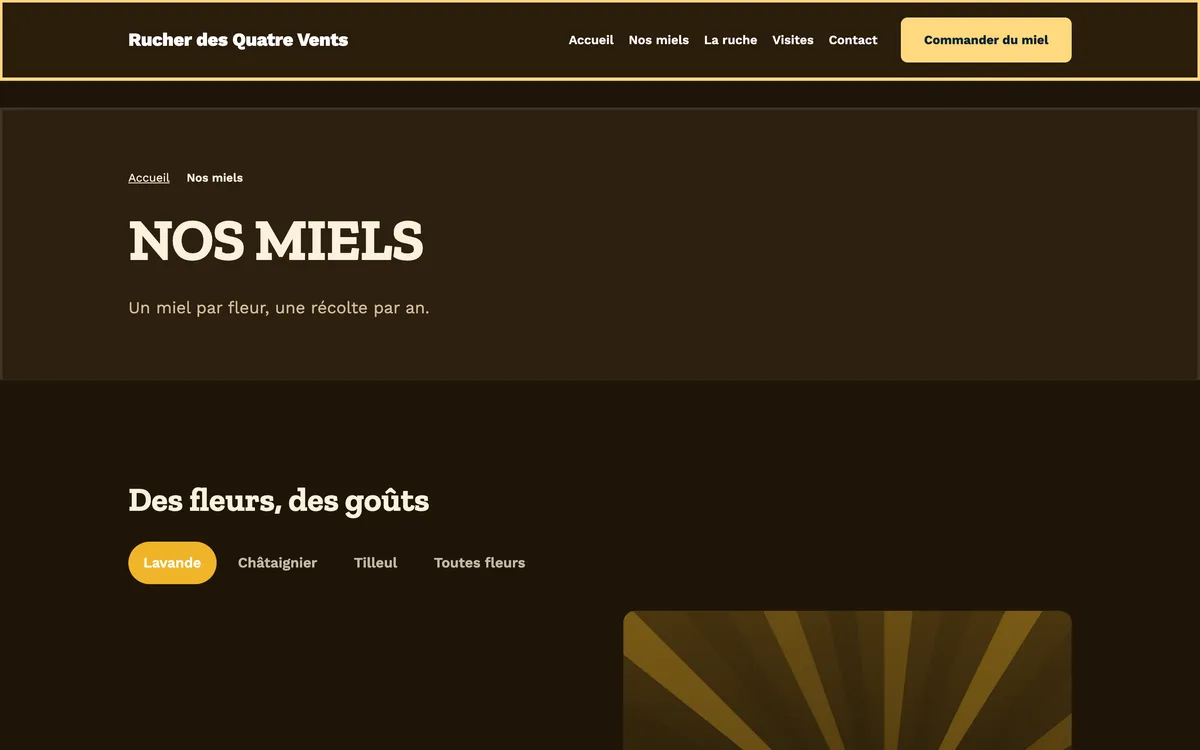 Rucher des Quatre Vents
Accueil Nos miels La ruche Visites Contact Commander du miel
Accueil Nos miels
NOS MIELS
Un miel par fleur, une récolte par an.
Des fleurs, des goûts
Lavande Châtaignier Tilleul Toutes fleurs